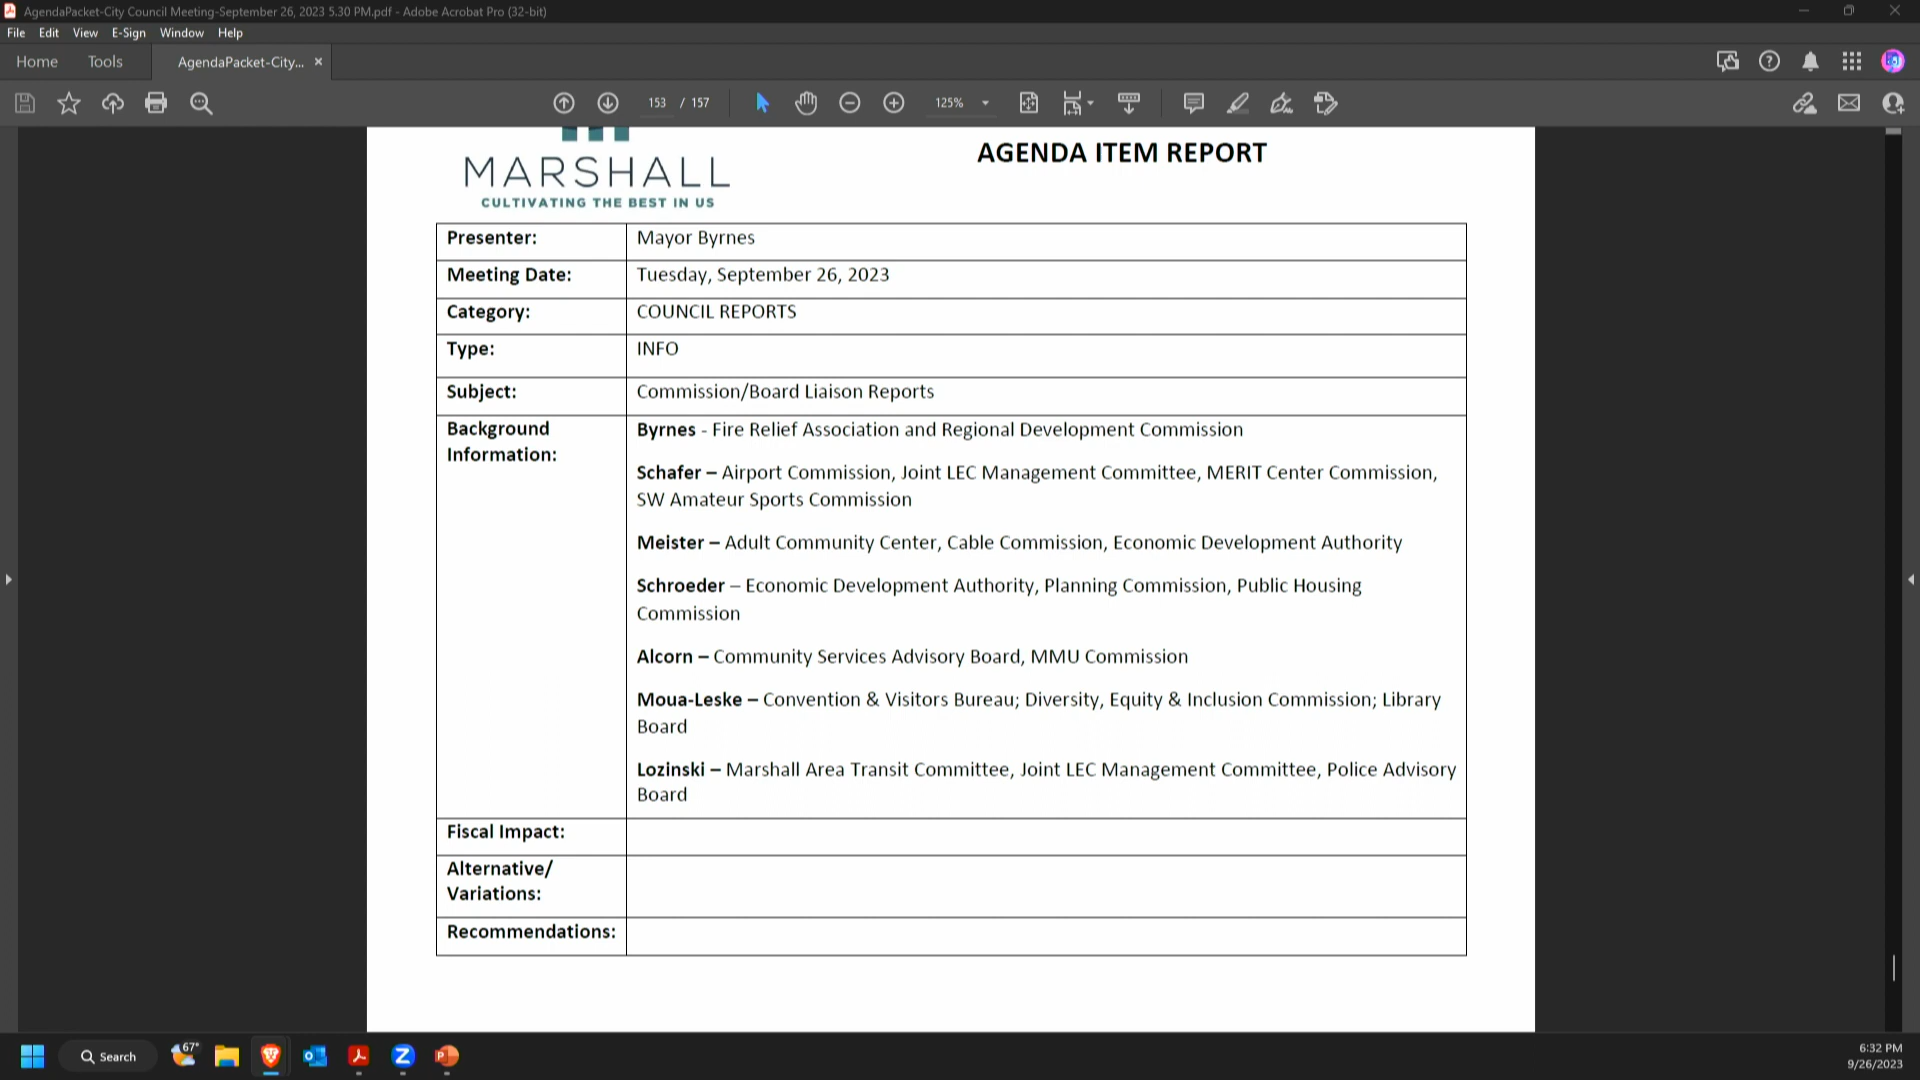 AgendaPacket-City Council Meeting-September 26, 2023 5.30 PM.pdf - Adobe Acrobat Pro (32-bit)
File Edit View E-Sign Window Help
Home Tools AgendaPacket-City... ×
153 / 157 125%
MARSHALL
CULTIVATING THE BEST IN US
AGENDA ITEM REPORT
Presenter: Mayor Byrnes
Meeting Date: Tuesday, September 26, 2023
Category: COUNCIL REPORTS
Type: INFO
Subject: Commission/Board Liaison Reports
Background
Information:
Byrnes - Fire Relief Association and Regional Development Commission
Schafer – Airport Commission, Joint LEC Management Committee, MERIT Center Commission,
SW Amateur Sports Commission
Meister – Adult Community Center, Cable Commission, Economic Development Authority
Schroeder – Economic Development Authority, Planning Commission, Public Housing
Commission
Alcorn – Community Services Advisory Board, MMU Commission
Moua-Leske – Convention & Visitors Bureau; Diversity, Equity & Inclusion Commission; Library
Board
Lozinski – Marshall Area Transit Committee, Joint LEC Management Committee, Police Advisory
Board
Fiscal Impact:
Alternative/
Variations:
Recommendations:
Search
67°
6:32 PM
9/26/2023